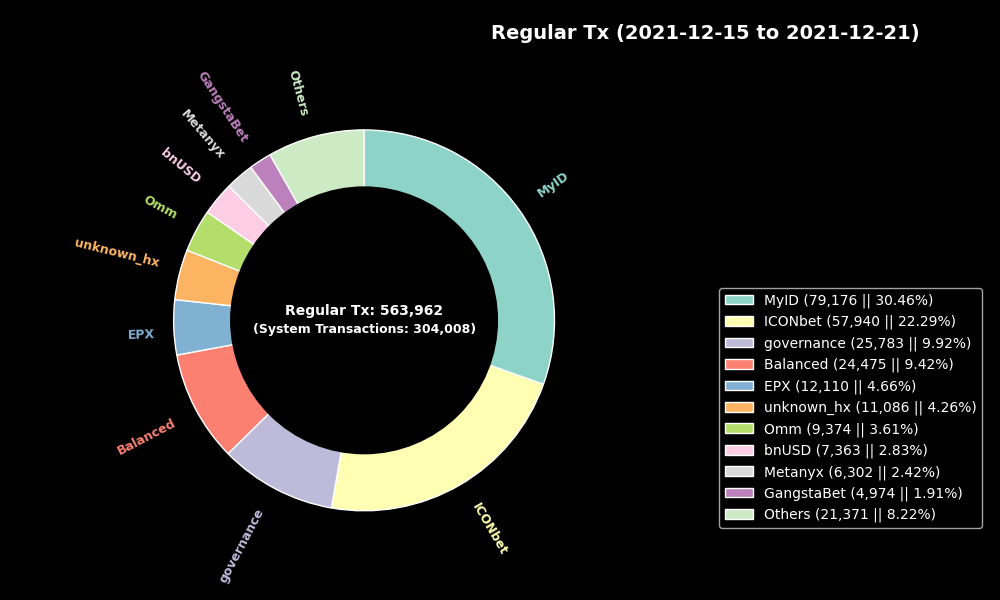 Regular Tx (2021-12-15 to 2021-12-21)
Others
GangstaBet
Metanyx
bnUSD
Omm
unknown_hx
EPX
Balanced
governance
ICONbet
MyID
Regular Tx: 563,962
(System Transactions: 304,008)
MyID (79,176 || 30.46%)
ICONbet (57,940 || 22.29%)
governance (25,783 || 9.92%)
Balanced (24,475 || 9.42%)
EPX (12,110 || 4.66%)
unknown_hx (11,086 || 4.26%)
Omm (9,374 || 3.61%)
bnUSD (7,363 || 2.83%)
Metanyx (6,302 || 2.42%)
GangstaBet (4,974 || 1.91%)
Others (21,371 || 8.22%)